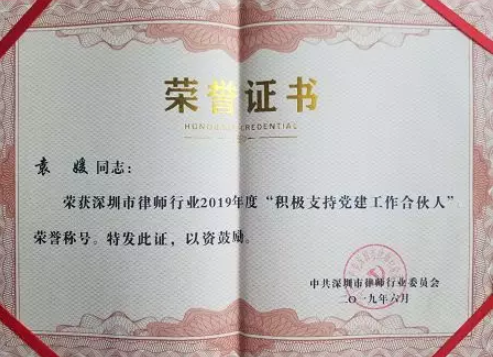 荣誉证书
HONORARY CREDENTIAL
袁 媛 同志：
荣获深圳市律师行业2019年度“积极支持党建工作合伙人”
荣誉称号。特发此证，以资鼓励。
中共深圳市律师行业委员会
二〇一九年六月